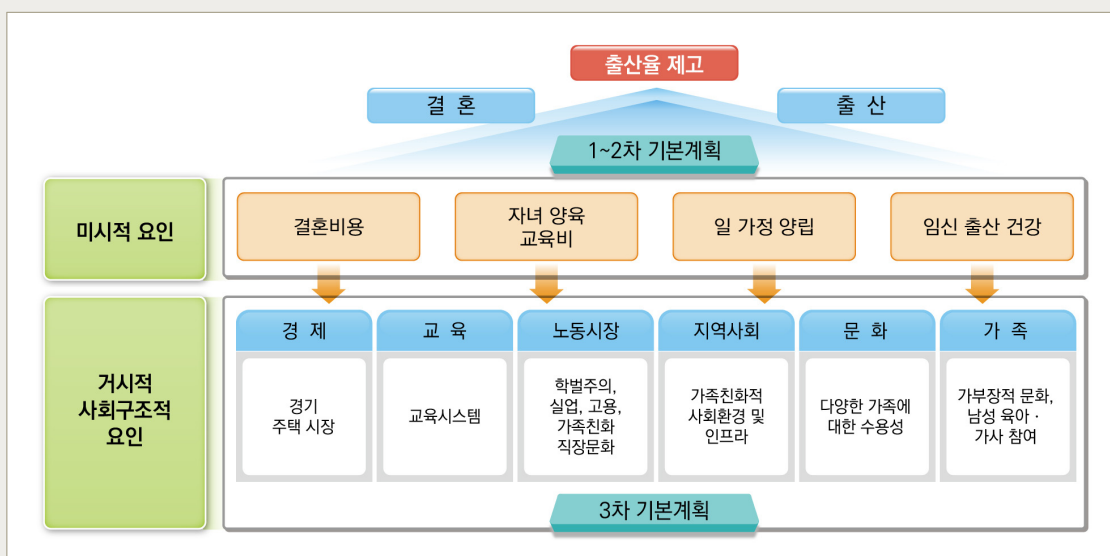 출산율 제고
결 혼
출 산
1~2차 기본계획
미시적 요인
결혼비용
자녀 양육
교육비
일 가정 양립
임신 출산 건강
거시적
사회구조적
요인
경 제
교 육
노동시장
지역사회
문 화
가 족
경기
주택 시장
교육시스템
학벌주의,
실업, 고용,
가족친화
직장문화
가족친화적
사회환경 및
인프라
다양한 가족에
대한 수용성
가부장적 문화,
남성 육아 ·
가사 참여
3차 기본계획